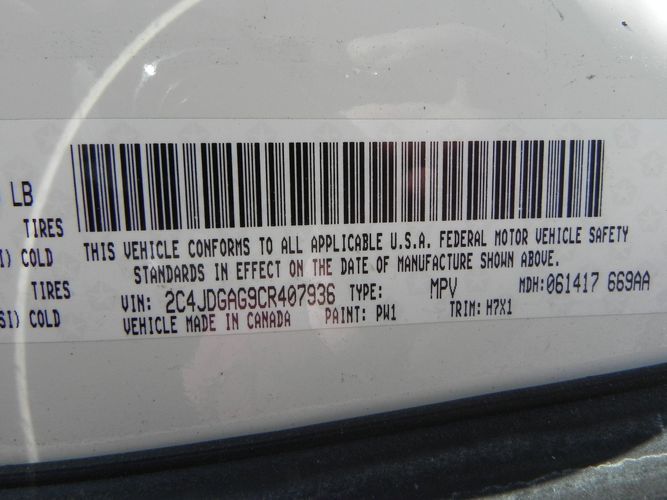 LB
TIRES
I) COLD
THIS VEHICLE CONFORMS TO ALL APPLICABLE U.S.A. FEDERAL MOTOR VEHICLE SAFETY
STANDARDS IN EFFECT ON THE DATE OF MANUFACTURE SHOWN ABOVE.
TIRES
VIN: 2C4JDGAG9CR407936 TYPE: MPV MDH: 061417 669AA
SI) COLD
VEHICLE MADE IN CANADA PAINT: PW1 TRIM: H7X1